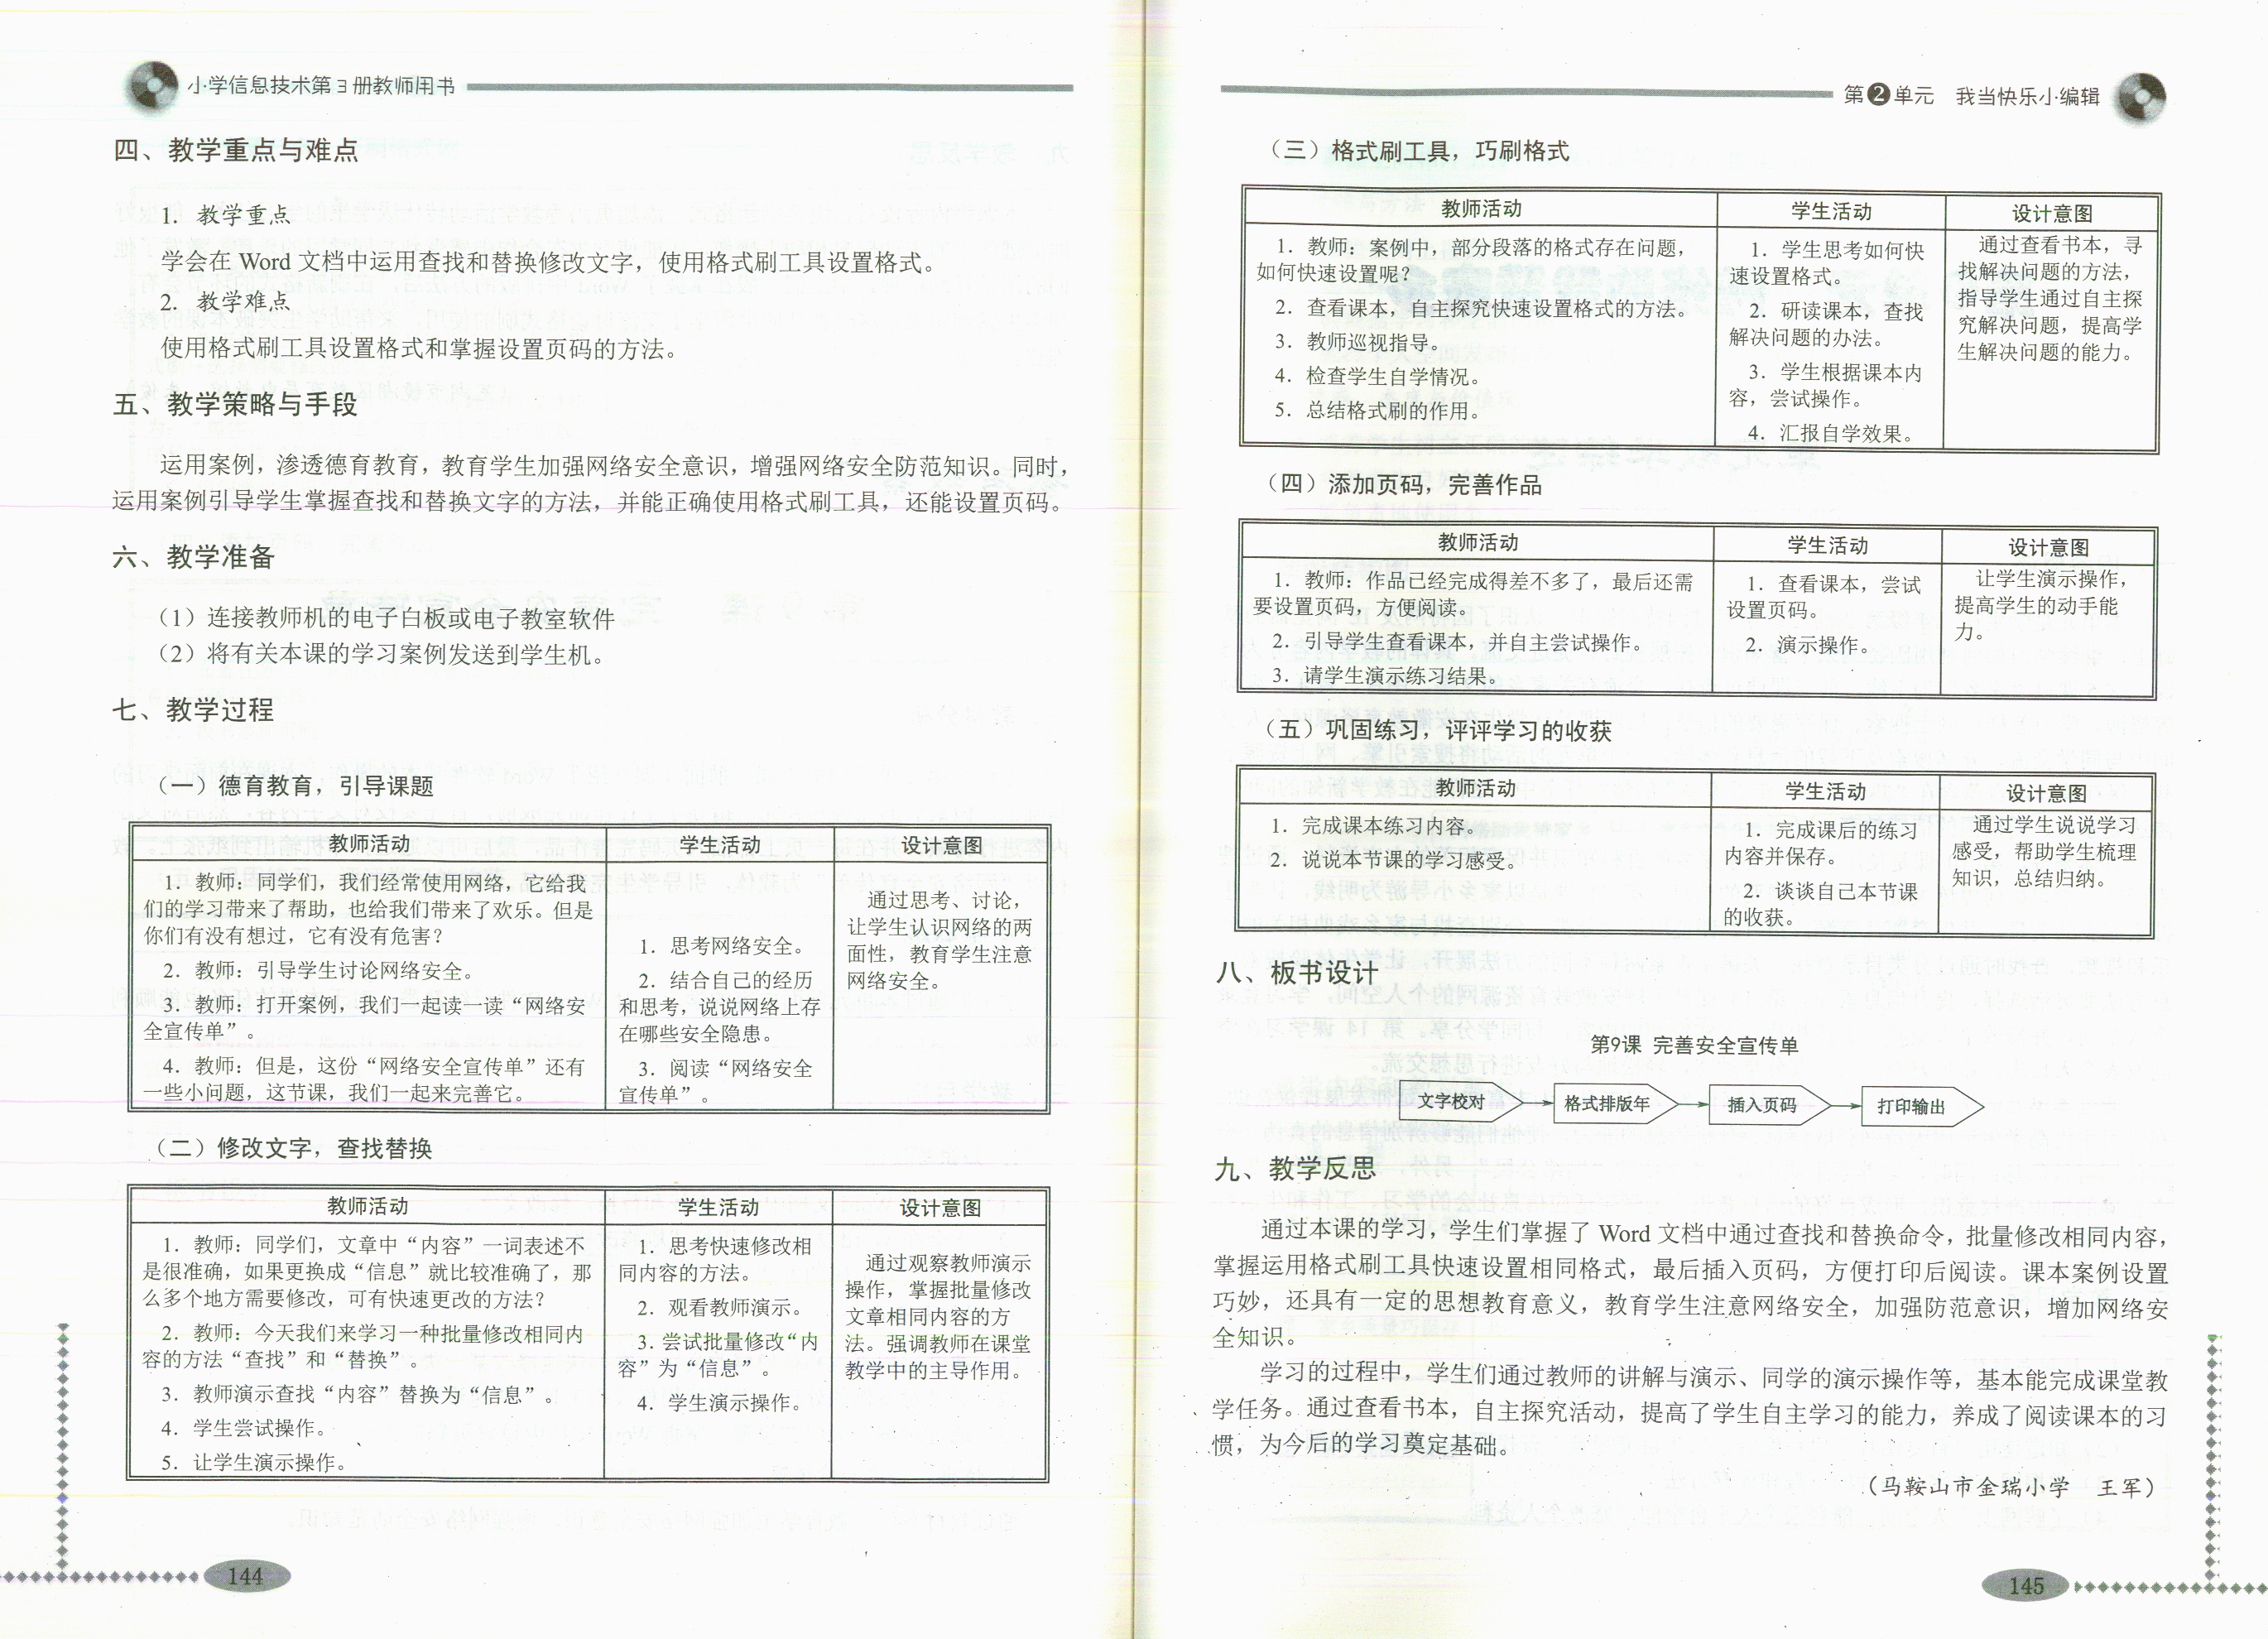 小学信息技术第3册教师用书
四、教学重点与难点
1. 教学重点
学会在 Word 文档中运用查找和替换修改文字，使用格式刷工具设置格式。
2. 教学难点
使用格式刷工具设置格式和掌握设置页码的方法。
五、教学策略与手段
运用案例，渗透德育教育，教育学生加强网络安全意识，增强网络安全防范知识。同时，
运用案例引导学生掌握查找和替换文字的方法，并能正确使用格式刷工具，还能设置页码。
六、教学准备
（1）连接教师机的电子白板或电子教室软件
（2）将有关本课的学习案例发送到学生机。
七、教学过程
（一）德育教育，引导课题
教师活动
学生活动
设计意图
1. 教师：同学们，我们经常使用网络，它给我
们的学习带来了帮助，也给我们带来了欢乐。但是
你们有没有想过，它有没有危害？
2. 教师：引导学生讨论网络安全。
3. 教师：打开案例，我们一起读一读“网络安
全宣传单”。
4. 教师：但是，这份“网络安全宣传单”还有
一些小问题，这节课，我们一起来完善它。
1. 思考网络安全。
2. 结合自己的经历
和思考，说说网络上存
在哪些安全隐患。
3. 阅读“网络安全
宣传单”。
通过思考、讨论，
让学生认识网络的两
面性，教育学生注意
网络安全。
（二）修改文字，查找替换
教师活动
学生活动
设计意图
1. 教师：同学们，文章中“内容”一词表述不
是很准确，如果更换成“信息”就比较准确了，那
么多个地方需要修改，可有快速更改的方法？
2. 教师：今天我们来学习一种批量修改相同内
容的方法“查找”和“替换”。
3. 教师演示查找“内容”替换为“信息”。
4. 学生尝试操作。
5. 让学生演示操作。
1. 思考快速修改相
同内容的方法。
2. 观看教师演示。
3. 尝试批量修改“内
容”为“信息”。
4. 学生演示操作。
通过观察教师演示
操作，掌握批量修改
文章相同内容的方
法。强调教师在课堂
教学中的主导作用。
144
第2单元 我当快乐小编辑
（三）格式刷工具，巧刷格式
教师活动
学生活动
设计意图
1. 教师：案例中，部分段落的格式存在问题，
如何快速设置呢？
2. 查看课本，自主探究快速设置格式的方法。
3. 教师巡视指导。
4. 检查学生自学情况。
5. 总结格式刷的作用。
1. 学生思考如何快
速设置格式。
2. 研读课本，查找
解决问题的办法。
3. 学生根据课本内
容，尝试操作。
4. 汇报自学效果。
通过查看书本，寻
找解决问题的方法，
指导学生通过自主探
究解决问题，提高学
生解决问题的能力。
（四）添加页码，完善作品
教师活动
学生活动
设计意图
1. 教师：作品已经完成得差不多了，最后还需
要设置页码，方便阅读。
2. 引导学生查看课本，并自主尝试操作。
3. 请学生演示练习结果。
1. 查看课本，尝试
设置页码。
2. 演示操作。
让学生演示操作，
提高学生的动手能
力。
（五）巩固练习，评评学习的收获
教师活动
学生活动
设计意图
1. 完成课本练习内容。
2. 说说本节课的学习感受。
1. 完成课后的练习
内容并保存。
2. 谈谈自己本节课
的收获。
通过学生说说学习
感受，帮助学生梳理
知识，总结归纳。
八、板书设计
第9课 完善安全宣传单
文字校对
格式排版年
插入页码
打印输出
九、教学反思
通过本课的学习，学生们掌握了 Word 文档中通过查找和替换命令，批量修改相同内容，
掌握运用格式刷工具快速设置相同格式，最后插入页码，方便打印后阅读。课本案例设置
巧妙，还具有一定的思想教育意义，教育学生注意网络安全，加强防范意识，增加网络安
全知识。
学习的过程中，学生们通过教师的讲解与演示、同学的演示操作等，基本能完成课堂教
学任务。通过查看书本，自主探究活动，提高了学生自主学习的能力，养成了阅读课本的习
惯，为今后的学习奠定基础。
（马鞍山市金瑞小学 王军）
145